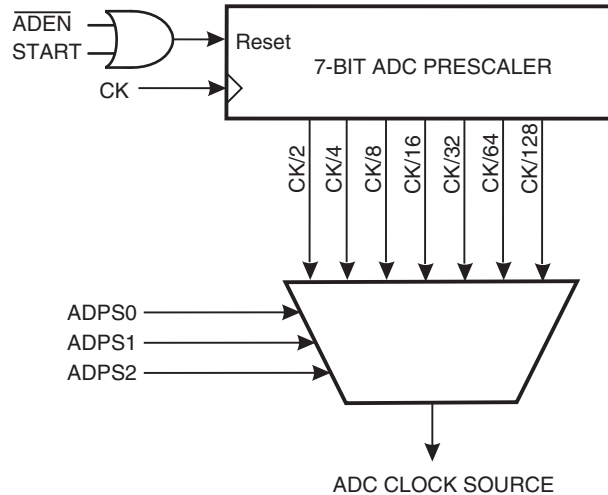 ADEN
START
Reset
7-BIT ADC PRESCALER
CK
CK/2
CK/4
CK/8
CK/16
CK/32
CK/64
CK/128
ADPS0
ADPS1
ADPS2
ADC CLOCK SOURCE